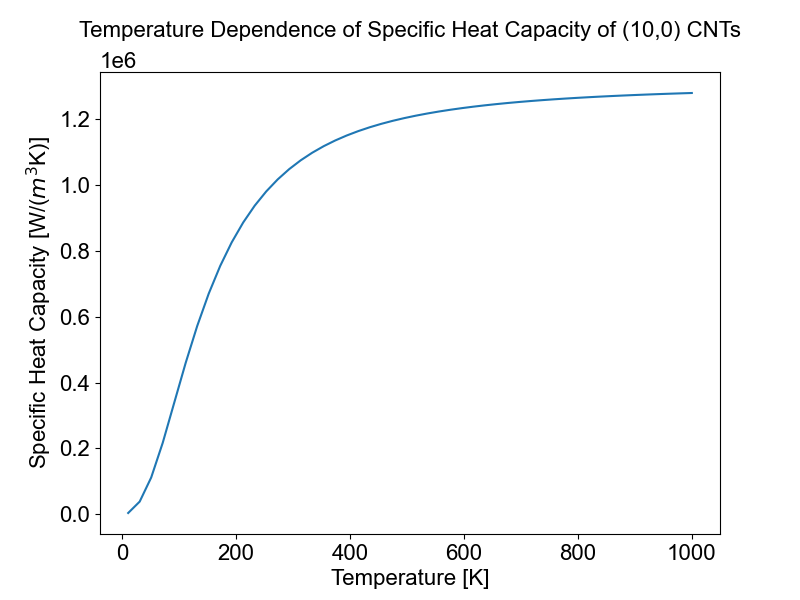 Temperature Dependence of Specific Heat Capacity of (10,0) CNTs
1e6
Specific Heat Capacity [W/(m³K)]
1.2
1.0
0.8
0.6
0.4
0.2
0.0
0 200 400 600 800 1000
Temperature [K]